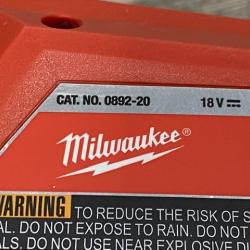 CAT. NO. 0892-20 18 V ⎓
Milwaukee®
WARNING TO REDUCE THE RISK OF
DO NOT EXPOSE TO RAIN. DO NOT
DO NOT USE NEAR EXPLOSIVE